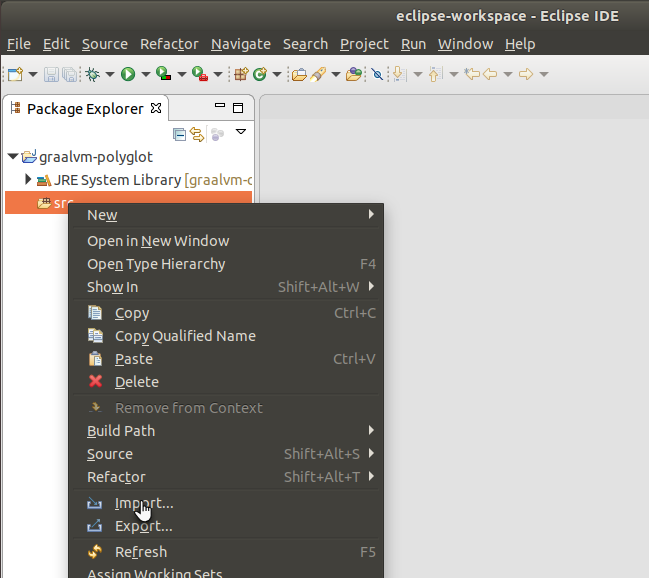 eclipse-workspace - Eclipse IDE
File Edit Source Refactor Navigate Search Project Run Window Help
Package Explorer
graalvm-polyglot
JRE System Library [graalvm-c
src
New
Open in New Window
Open Type Hierarchy F4
Show In Shift+Alt+W
Copy Ctrl+C
Copy Qualified Name
Paste Ctrl+V
Delete
Remove from Context
Build Path
Source Shift+Alt+S
Refactor Shift+Alt+T
Import...
Export...
Refresh F5
Assign Working Sets